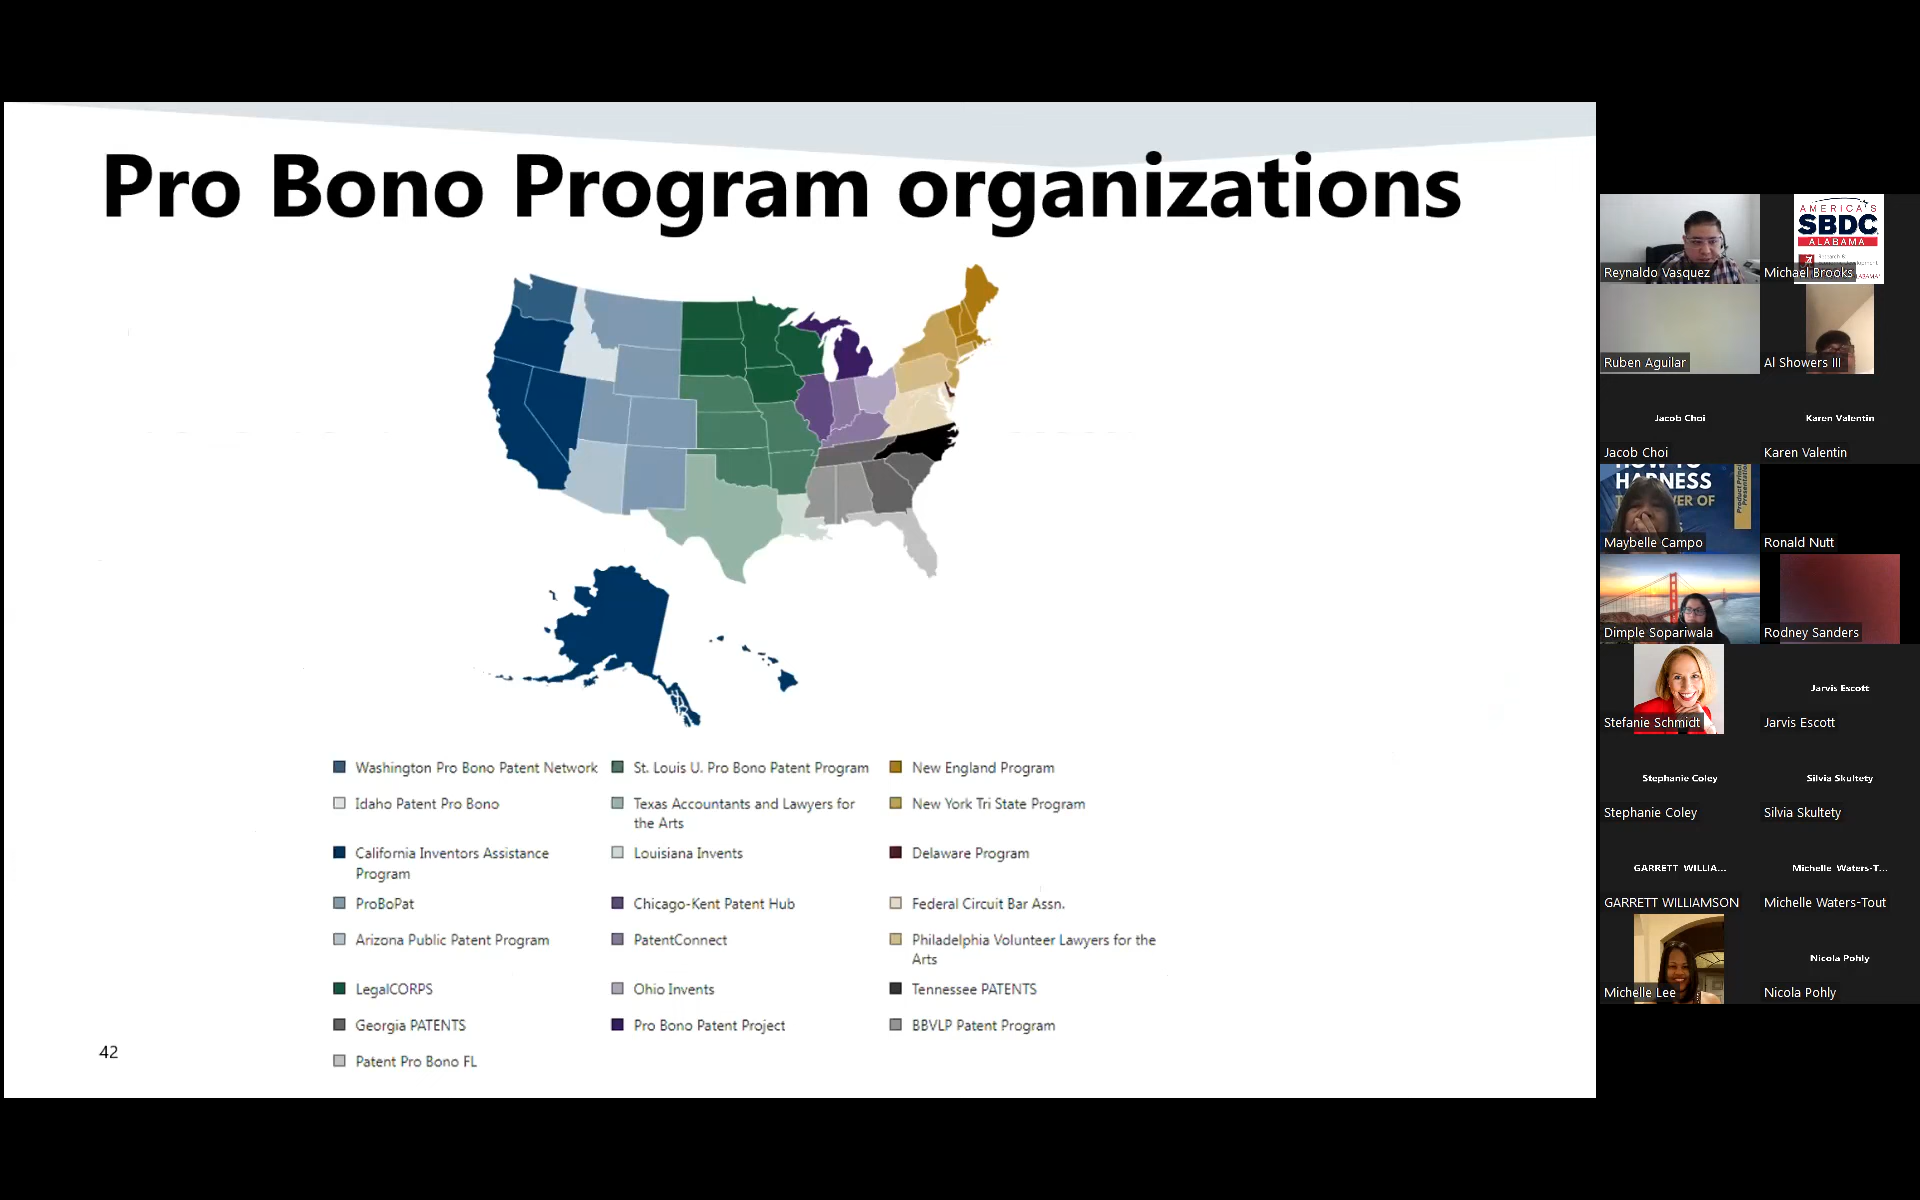 Pro Bono Program organizations
Washington Pro Bono Patent Network
St. Louis U. Pro Bono Patent Program
New England Program
Idaho Patent Pro Bono
Texas Accountants and Lawyers for
the Arts
New York Tri State Program
California Inventors Assistance
Program
Louisiana Invents
Delaware Program
ProBoPat
Chicago-Kent Patent Hub
Federal Circuit Bar Assn.
Arizona Public Patent Program
PatentConnect
Philadelphia Volunteer Lawyers for the
Arts
LegalCORPS
Ohio Invents
Tennessee PATENTS
Georgia PATENTS
Pro Bono Patent Project
BBVLP Patent Program
Patent Pro Bono FL
42
Reynaldo Vasquez
AMERICA'S
SBDC
ALABAMA
Michael Brooks
Ruben Aguilar
Al Showers III
Jacob Choi
Jacob Choi
Karen Valentin
Karen Valentin
HOW TO
HARNESS
OF
Maybelle Campo
Ronald Nutt
Dimple Sopariwala
Rodney Sanders
Stefanie Schmidt
Jarvis Escott
Jarvis Escott
Stephanie Coley
Stephanie Coley
Silvia Skultety
Silvia Skultety
GARRETT WILLIA...
GARRETT WILLIAMSON
Michelle Waters-T...
Michelle Waters-Tout
Michelle Lee
Nicola Pohly
Nicola Pohly